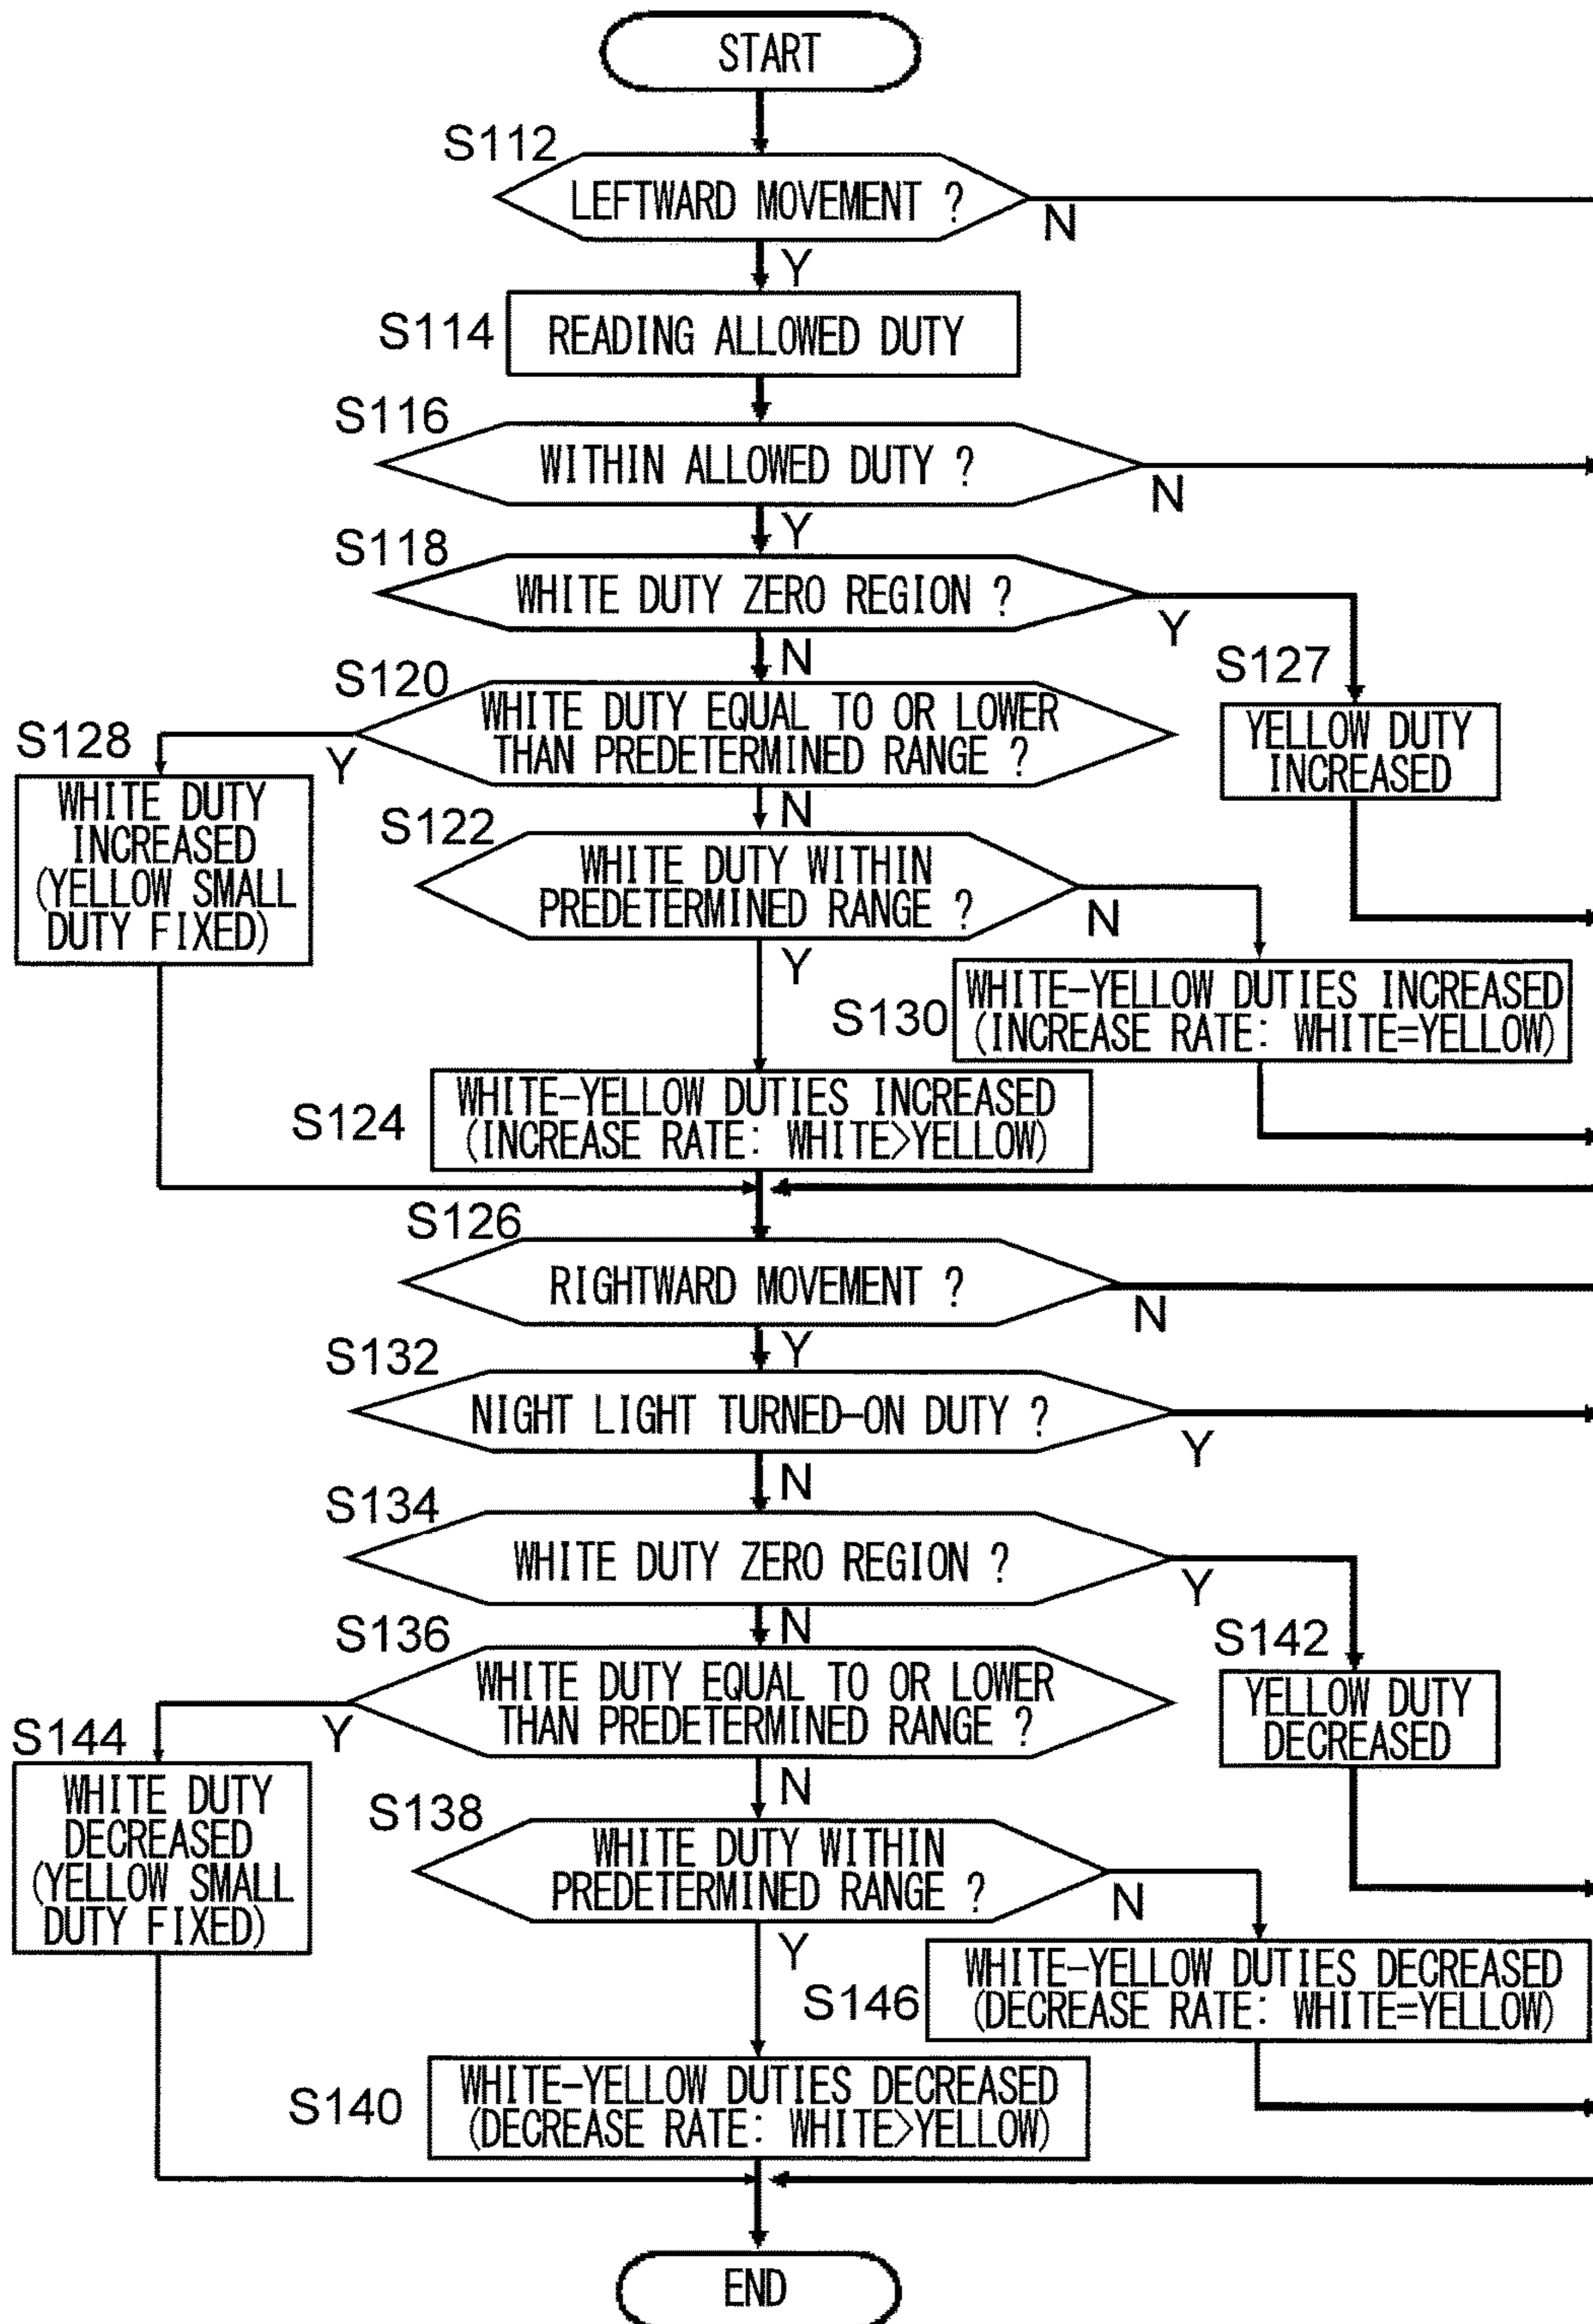 START
S112
LEFTWARD MOVEMENT ?
N
Y
S114
READING ALLOWED DUTY
S116
WITHIN ALLOWED DUTY ?
N
Y
S118
WHITE DUTY ZERO REGION ?
Y
N
S127
YELLOW DUTY
INCREASED
S120
WHITE DUTY EQUAL TO OR LOWER
THAN PREDETERMINED RANGE ?
Y
N
S128
WHITE DUTY
INCREASED
(YELLOW SMALL
DUTY FIXED)
S122
WHITE DUTY WITHIN
PREDETERMINED RANGE ?
N
Y
S130
WHITE-YELLOW DUTIES INCREASED
(INCREASE RATE: WHITE=YELLOW)
S124
WHITE-YELLOW DUTIES INCREASED
(INCREASE RATE: WHITE>YELLOW)
S126
RIGHTWARD MOVEMENT ?
N
Y
S132
NIGHT LIGHT TURNED-ON DUTY ?
Y
N
S134
WHITE DUTY ZERO REGION ?
Y
N
S142
YELLOW DUTY
DECREASED
S136
WHITE DUTY EQUAL TO OR LOWER
THAN PREDETERMINED RANGE ?
Y
N
S144
WHITE DUTY
DECREASED
(YELLOW SMALL
DUTY FIXED)
S138
WHITE DUTY WITHIN
PREDETERMINED RANGE ?
N
Y
S146
WHITE-YELLOW DUTIES DECREASED
(DECREASE RATE: WHITE=YELLOW)
S140
WHITE-YELLOW DUTIES DECREASED
(DECREASE RATE: WHITE>YELLOW)
END